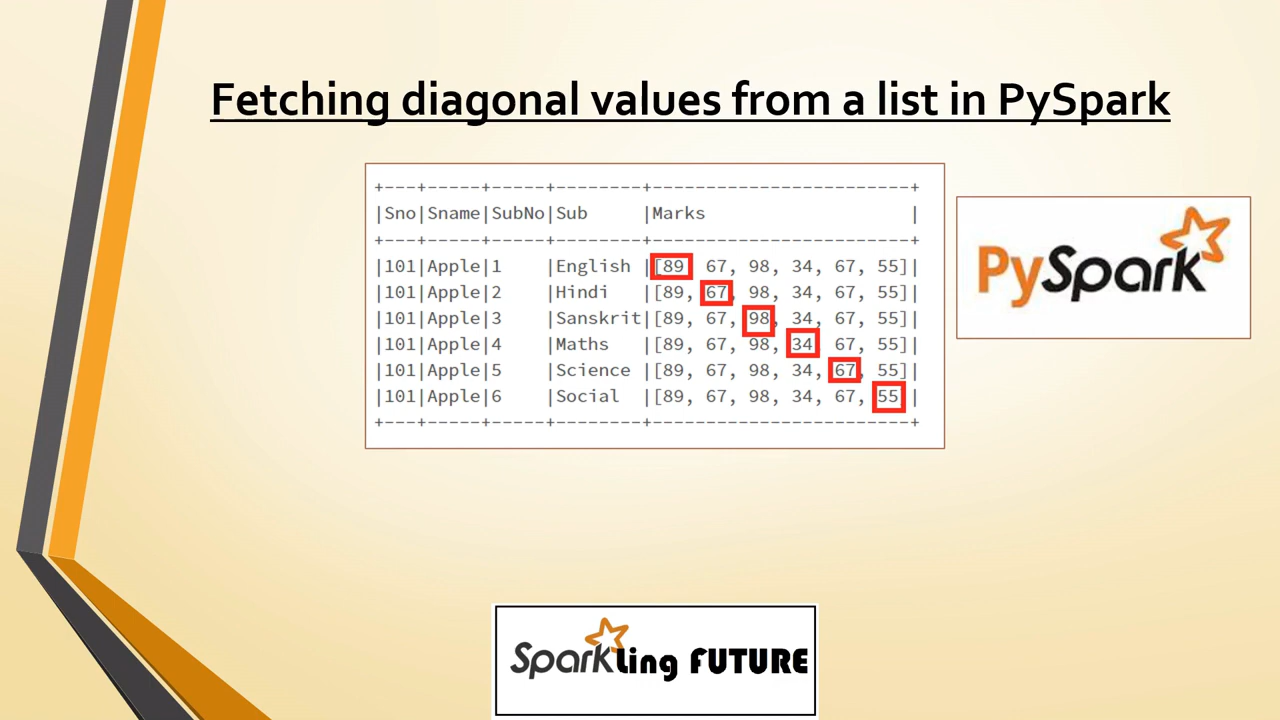 Fetching diagonal values from a list in PySpark
+---+-----+-----+--------+------------------------+
|Sno|Sname|SubNo|Sub     |Marks                   |
+---+-----+-----+--------+------------------------+
|101|Apple|1    |English |[89, 67, 98, 34, 67, 55]|
|101|Apple|2    |Hindi   |[89, 67, 98, 34, 67, 55]|
|101|Apple|3    |Sanskrit|[89, 67, 98, 34, 67, 55]|
|101|Apple|4    |Maths   |[89, 67, 98, 34, 67, 55]|
|101|Apple|5    |Science |[89, 67, 98, 34, 67, 55]|
|101|Apple|6    |Social  |[89, 67, 98, 34, 67, 55]|
+---+-----+-----+--------+------------------------+
PySpark
Sparkling FUTURE